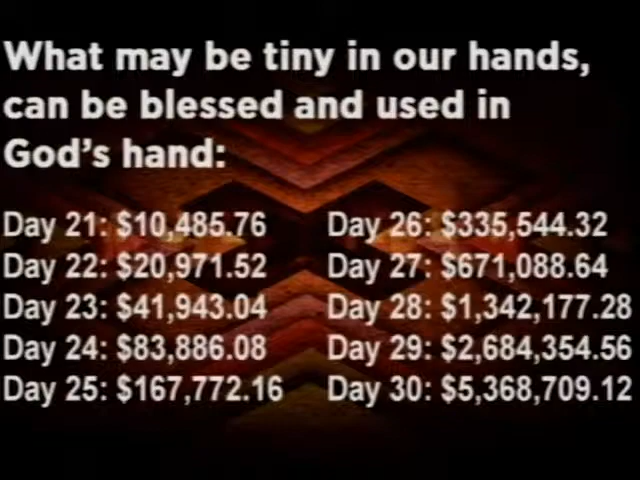 What may be tiny in our hands,
can be blessed and used in
God's hand:
Day 21: $10,485.76
Day 22: $20,971.52
Day 23: $41,943.04
Day 24: $83,886.08
Day 25: $167,772.16
Day 26: $335,544.32
Day 27: $671,088.64
Day 28: $1,342,177.28
Day 29: $2,684,354.56
Day 30: $5,368,709.12